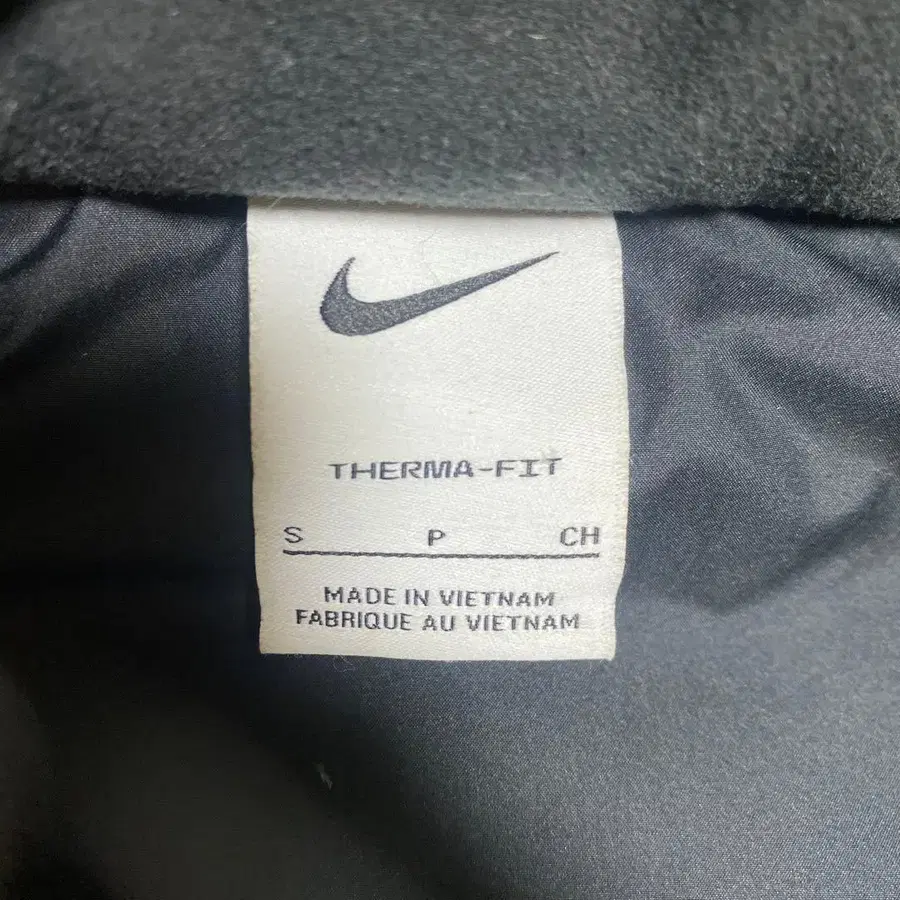 THERMA-FIT
S P CH
MADE IN VIETNAM
FABRIQUE AU VIETNAM